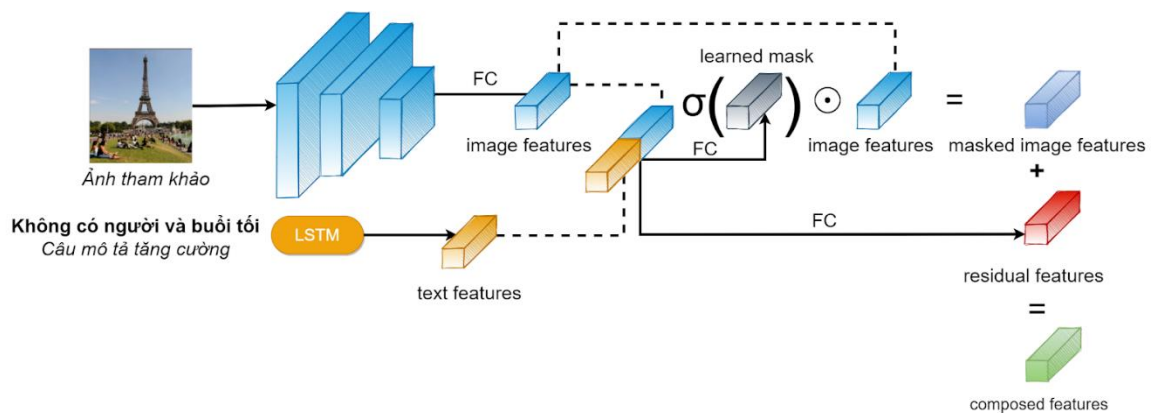 learned mask
FC
σ( ) ⊙ =
image features
FC
image features
masked image features
Ảnh tham khảo
+
Không có người và buổi tối
Câu mô tả tăng cường
LSTM
FC
text features
residual features
=
composed features